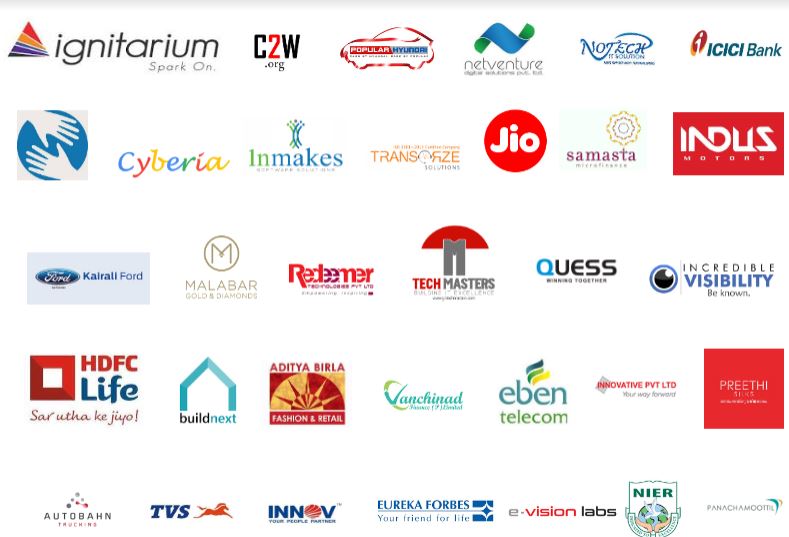 ignitarium
Spark On.
C2W
.org
POPULAR HYUNDAI
netventure
digital solutions pvt. ltd.
NOTECH
IT SOLUTION
ICICI Bank
Cyberia
Inmakes
SOFTWARE SOLUTIONS
TRANSORZE
SOLUTIONS
Jio
samasta
microfinance
INDUS
MOTORS
Ford
Kairali Ford
MALABAR
GOLD & DIAMONDS
Redeemer
TECHNOLOGIES PVT LTD
TECH MASTERS
BUILDING IT EXCELLENCE
QUESS
WINNING TOGETHER
INCREDIBLE
VISIBILITY
Be known.
HDFC
Life
Sar utha ke jiyo!
buildnext
ADITYA BIRLA
FASHION & RETAIL
Vanchinad
Finance (P) Limited
eben
telecom
INNOVATIVE PVT LTD
Your way forward
PREETHI
SILKS
AUTOBAHN
TRUCKING
TVS
INNOV™
YOUR PEOPLE PARTNER
EUREKA FORBES
Your friend for life
e-vision labs
NIER
PANACHAMOOTTIL